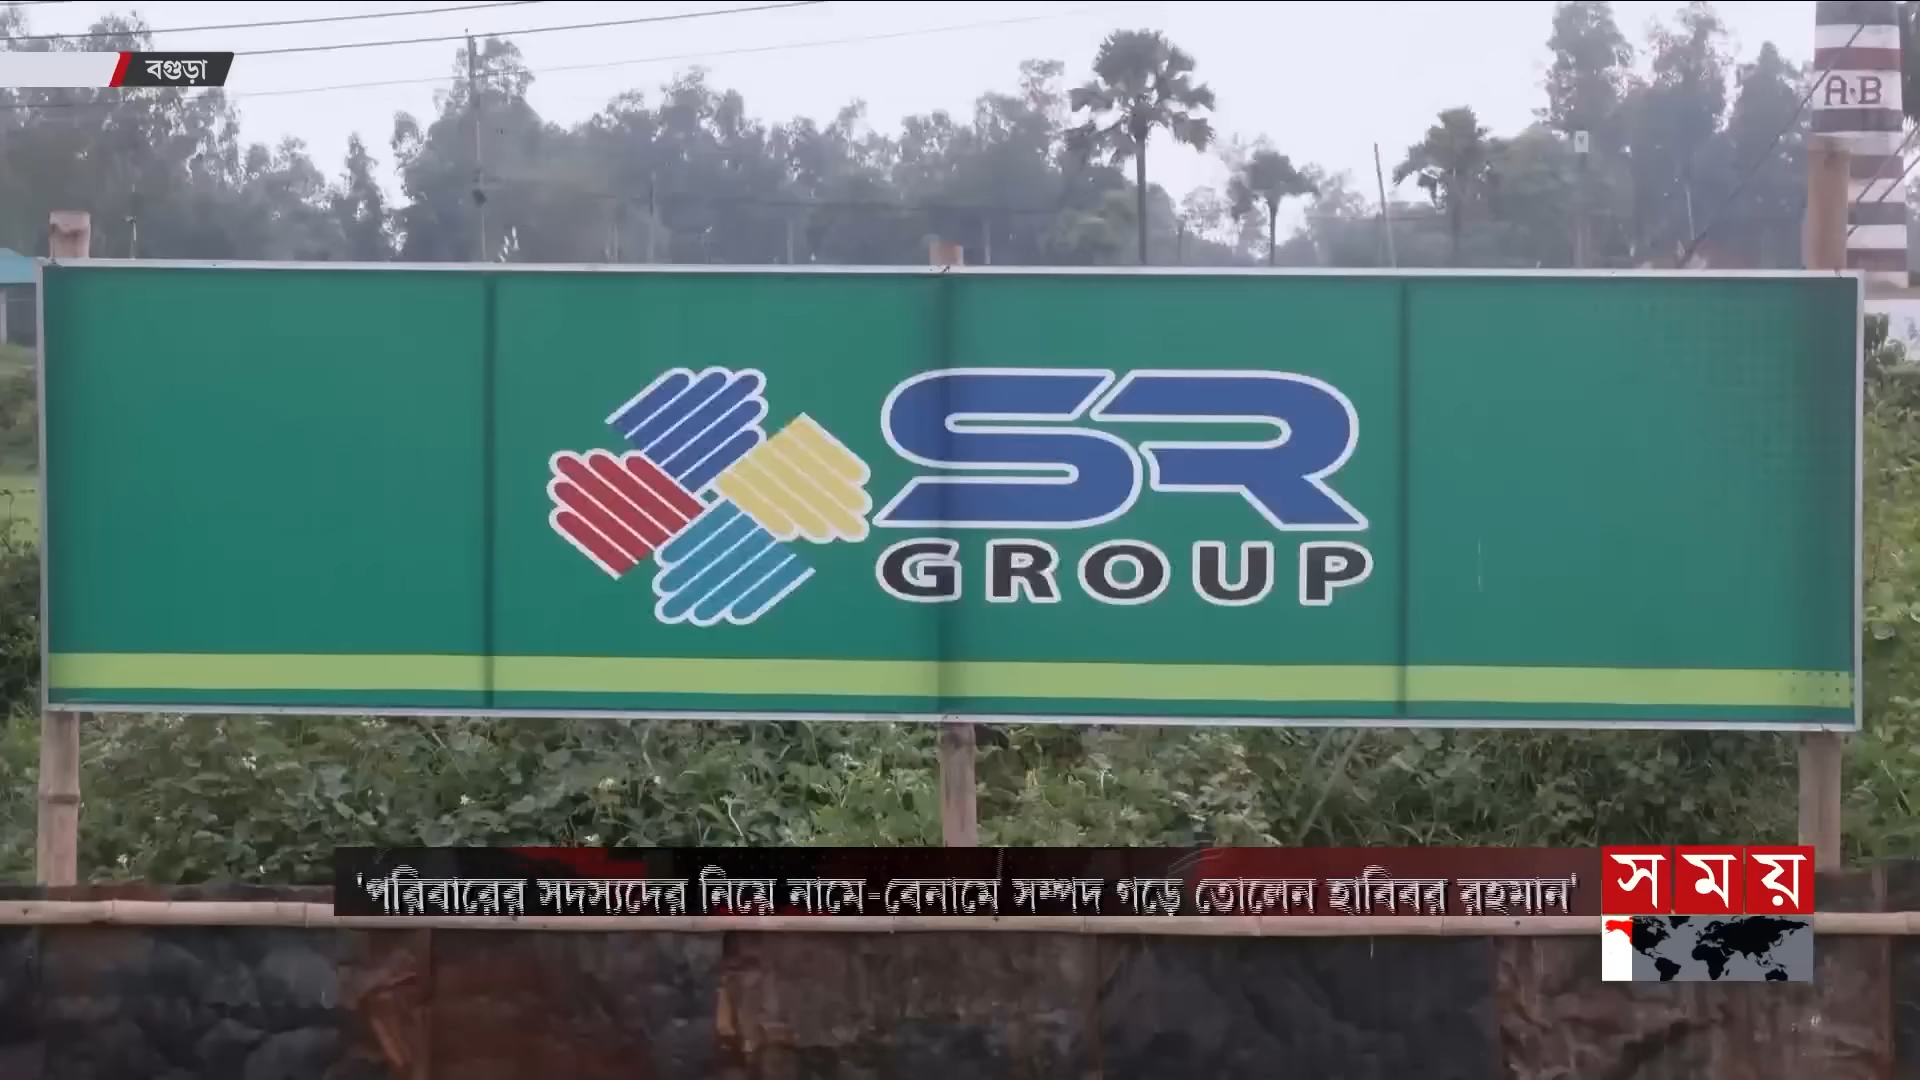 বগুড়া
A·B
SR
GROUP
'পরিবারের সদস্যদের নিয়ে নামে-বেনামে সম্পদ গড়ে তোলেন হাবিবর রহমান'
সময়